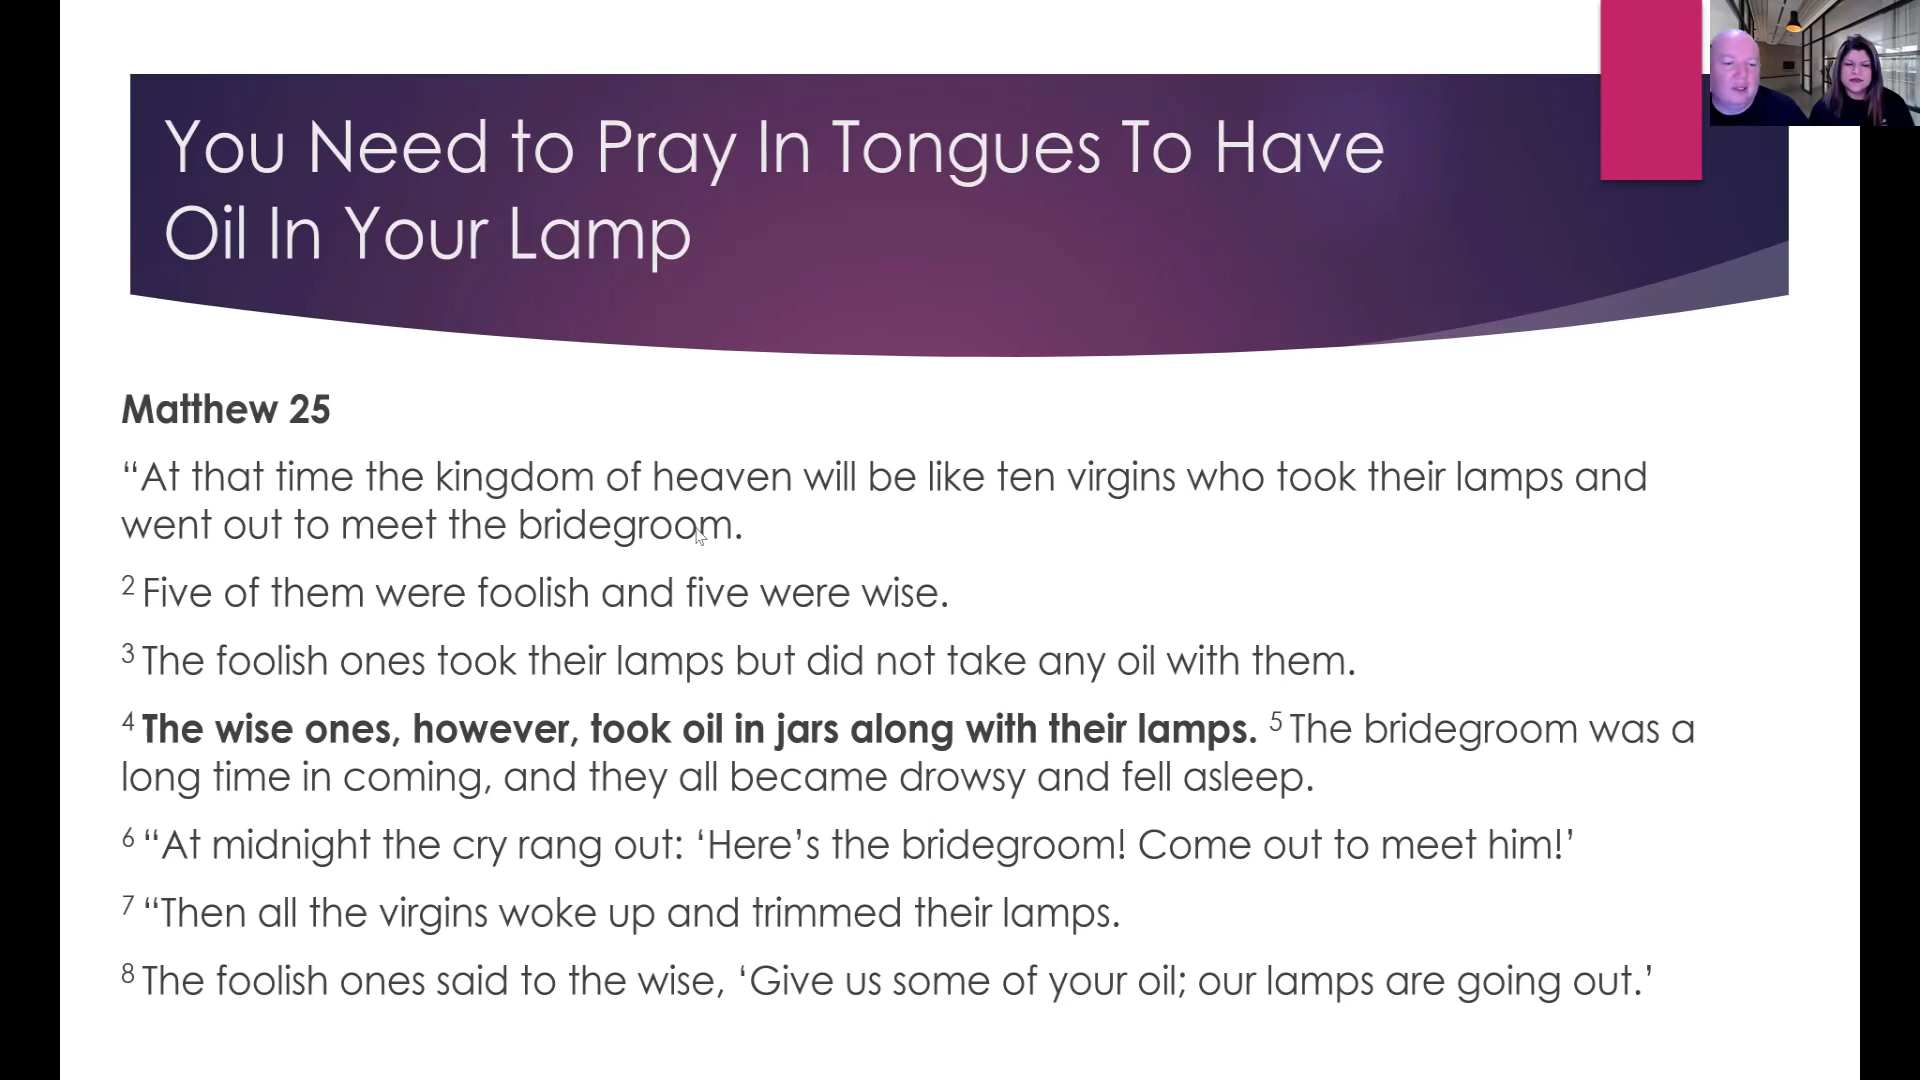 You Need to Pray In Tongues To Have
Oil In Your Lamp
Matthew 25
“At that time the kingdom of heaven will be like ten virgins who took their lamps and
went out to meet the bridegroom.
2 Five of them were foolish and five were wise.
3 The foolish ones took their lamps but did not take any oil with them.
4 The wise ones, however, took oil in jars along with their lamps. 5 The bridegroom was a
long time in coming, and they all became drowsy and fell asleep.
6 “At midnight the cry rang out: ‘Here’s the bridegroom! Come out to meet him!’
7 “Then all the virgins woke up and trimmed their lamps.
8 The foolish ones said to the wise, ‘Give us some of your oil; our lamps are going out.’